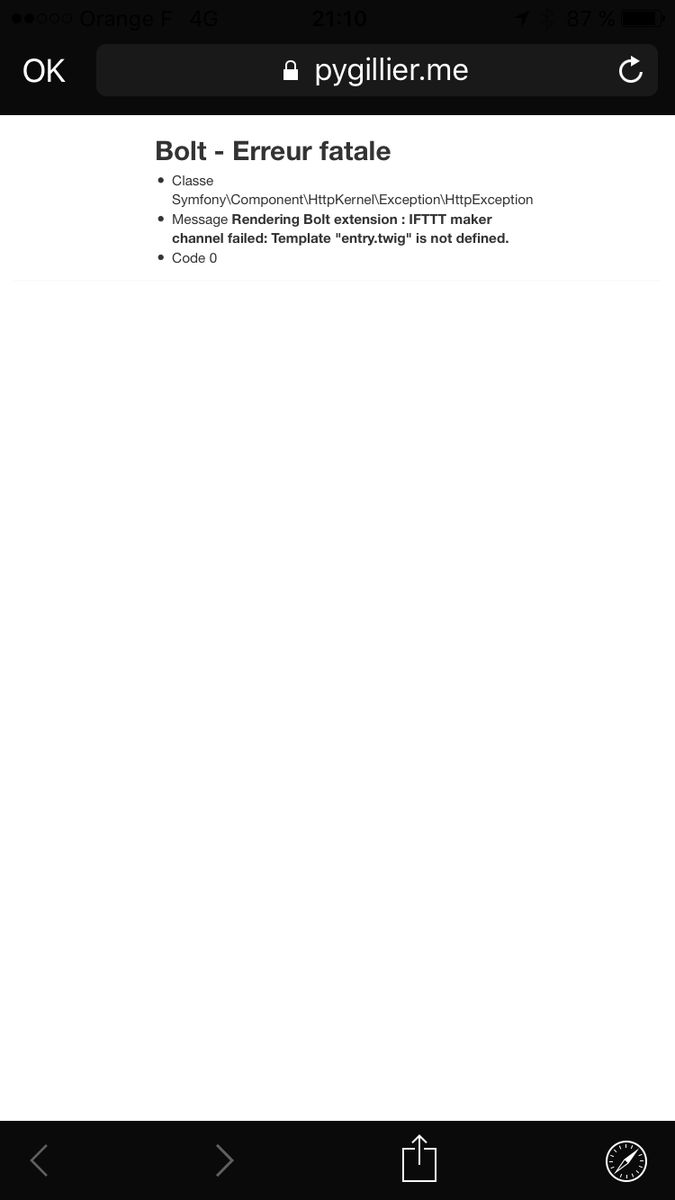 Orange F 4G 21:10 87 %
OK pygillier.me
Bolt - Erreur fatale
Classe
Symfony\Component\HttpKernel\Exception\HttpException
Message Rendering Bolt extension : IFTTT maker
channel failed: Template "entry.twig" is not defined.
Code 0